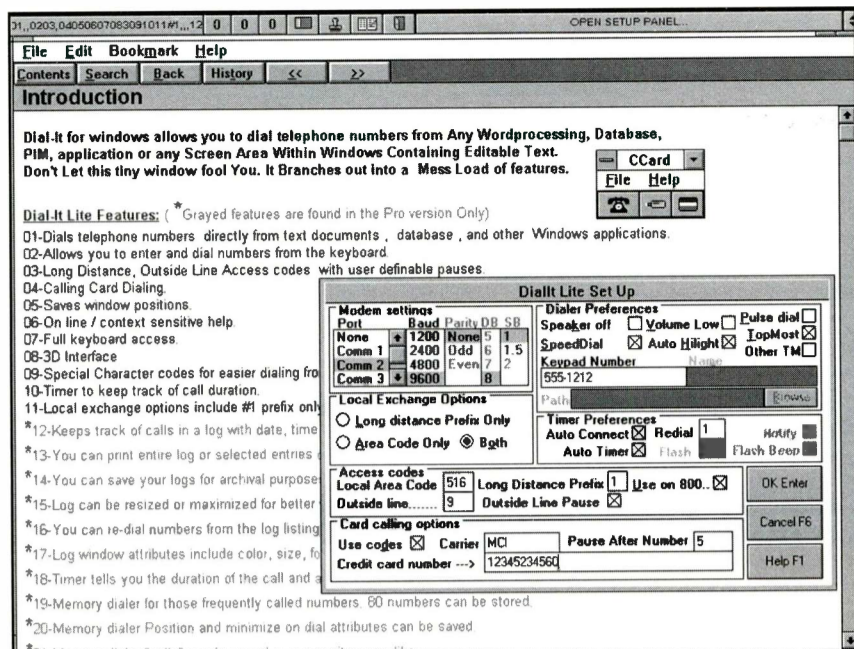 01,,0203,04050607083091011#1,,,12 0 0 0 OPEN SETUP PANEL...
File Edit Bookmark Help
Contents Search Back History << >>
Introduction
Dial-It for windows allows you to dial telephone numbers from Any Wordprocessing, Database,
PIM, application or any Screen Area Within Windows Containing Editable Text.
Don't Let this tiny window fool You. It Branches out into a Mess Load of features.
CCard
File Help
Dial-It Lite Features: ( *Grayed features are found in the Pro version Only)
01-Dials telephone numbers directly from text documents , database , and other Windows applications.
02-Allows you to enter and dial numbers from the keyboard
03-Long Distance, Outside Line Access codes with user definable pauses.
04-Calling Card Dialing.
05-Saves window positions.
06-On line / context sensitive help.
07-Full keyboard access.
08-3D Interface
09-Special Character codes for easier dialing fro
10-Timer to keep track of call duration.
11-Local exchange options include #1 prefix only
*12-Keeps track of calls in a log with date, time
*13-You can print entire log or selected entries
*14-You can save your logs for archival purpose
*15-Log can be resized or maximized for better
*16-You can re-dial numbers from the log listing
*17-Log window attributes include color, size, fo
*18-Timer tells you the duration of the call and a
*19-Memory dialer for those frequently called numbers. 80 numbers can be stored.
*20-Memory dialer Position and minimize on dial attributes can be saved
DialIt Lite Set Up
Modem settings
Port Baud Parity DB SB
None 1200 None 5 1
Comm 1 2400 Odd 6 1.5
Comm 2 4800 Even 7 2
Comm 3 9600 8
Dialer Preferences
Speaker off Volume Low Pulse dial
SpeedDial Auto Hilight TopMost
Other TM
Keypad Number Name
555-1212
Path Browse
Local Exchange Options
Long distance Prefix Only
Area Code Only Both
Timer Preferences
Auto Connect Redial 1 Notify
Auto Timer Flash Flash Beep
Access codes
Local Area Code 516 Long Distance Prefix 1 Use on 800..
Outside line....... 9 Outside Line Pause
Card calling options
Use codes Carrier MCI Pause After Number 5
Credit card number ---> 12345234560
OK Enter
Cancel F6
Help F1